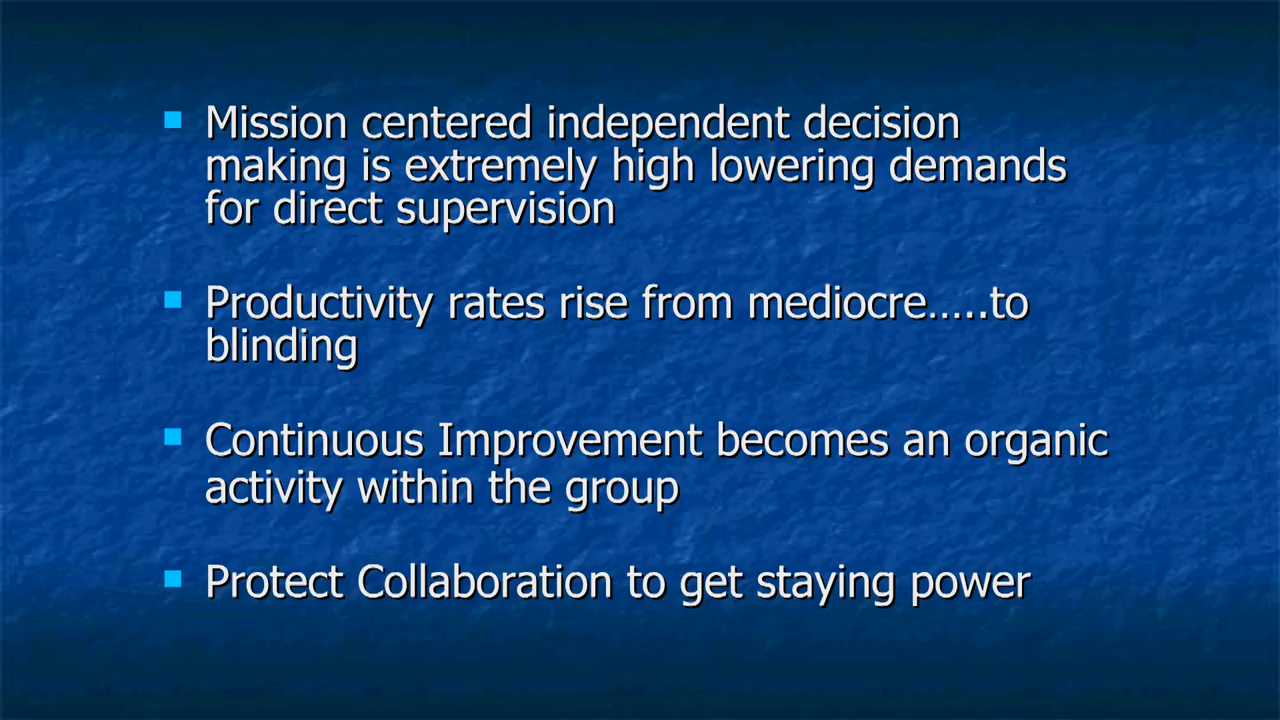 Mission centered independent decision
making is extremely high lowering demands
for direct supervision
Productivity rates rise from mediocre…..to
blinding
Continuous Improvement becomes an organic
activity within the group
Protect Collaboration to get staying power